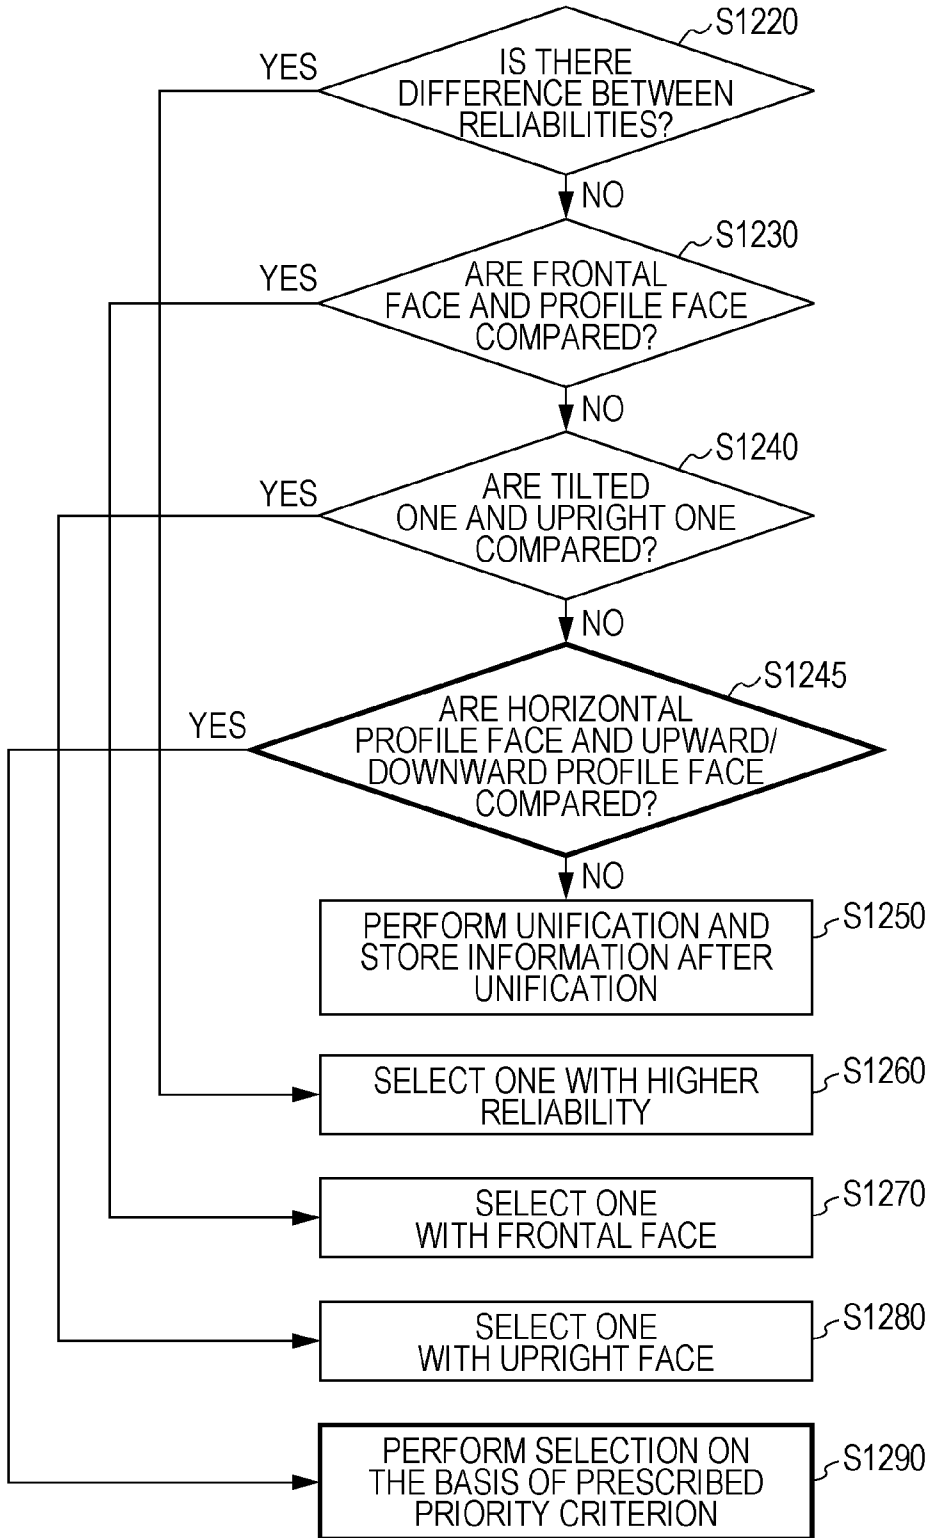 S1220
YES
IS THERE
DIFFERENCE BETWEEN
RELIABILITIES?
NO
S1230
YES
ARE FRONTAL
FACE AND PROFILE FACE
COMPARED?
NO
S1240
YES
ARE TILTED
ONE AND UPRIGHT ONE
COMPARED?
NO
S1245
YES
ARE HORIZONTAL
PROFILE FACE AND UPWARD/
DOWNWARD PROFILE FACE
COMPARED?
NO
S1250
PERFORM UNIFICATION AND
STORE INFORMATION AFTER
UNIFICATION
S1260
SELECT ONE WITH HIGHER
RELIABILITY
S1270
SELECT ONE
WITH FRONTAL FACE
S1280
SELECT ONE
WITH UPRIGHT FACE
S1290
PERFORM SELECTION ON
THE BASIS OF PRESCRIBED
PRIORITY CRITERION